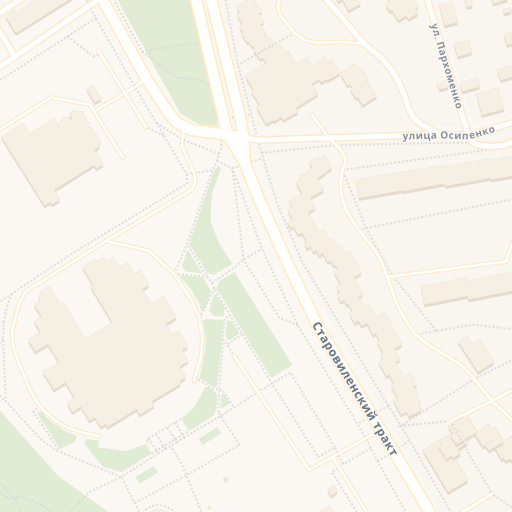 ул. Пархоменко
улица Осипенко
Старовиленский тракт